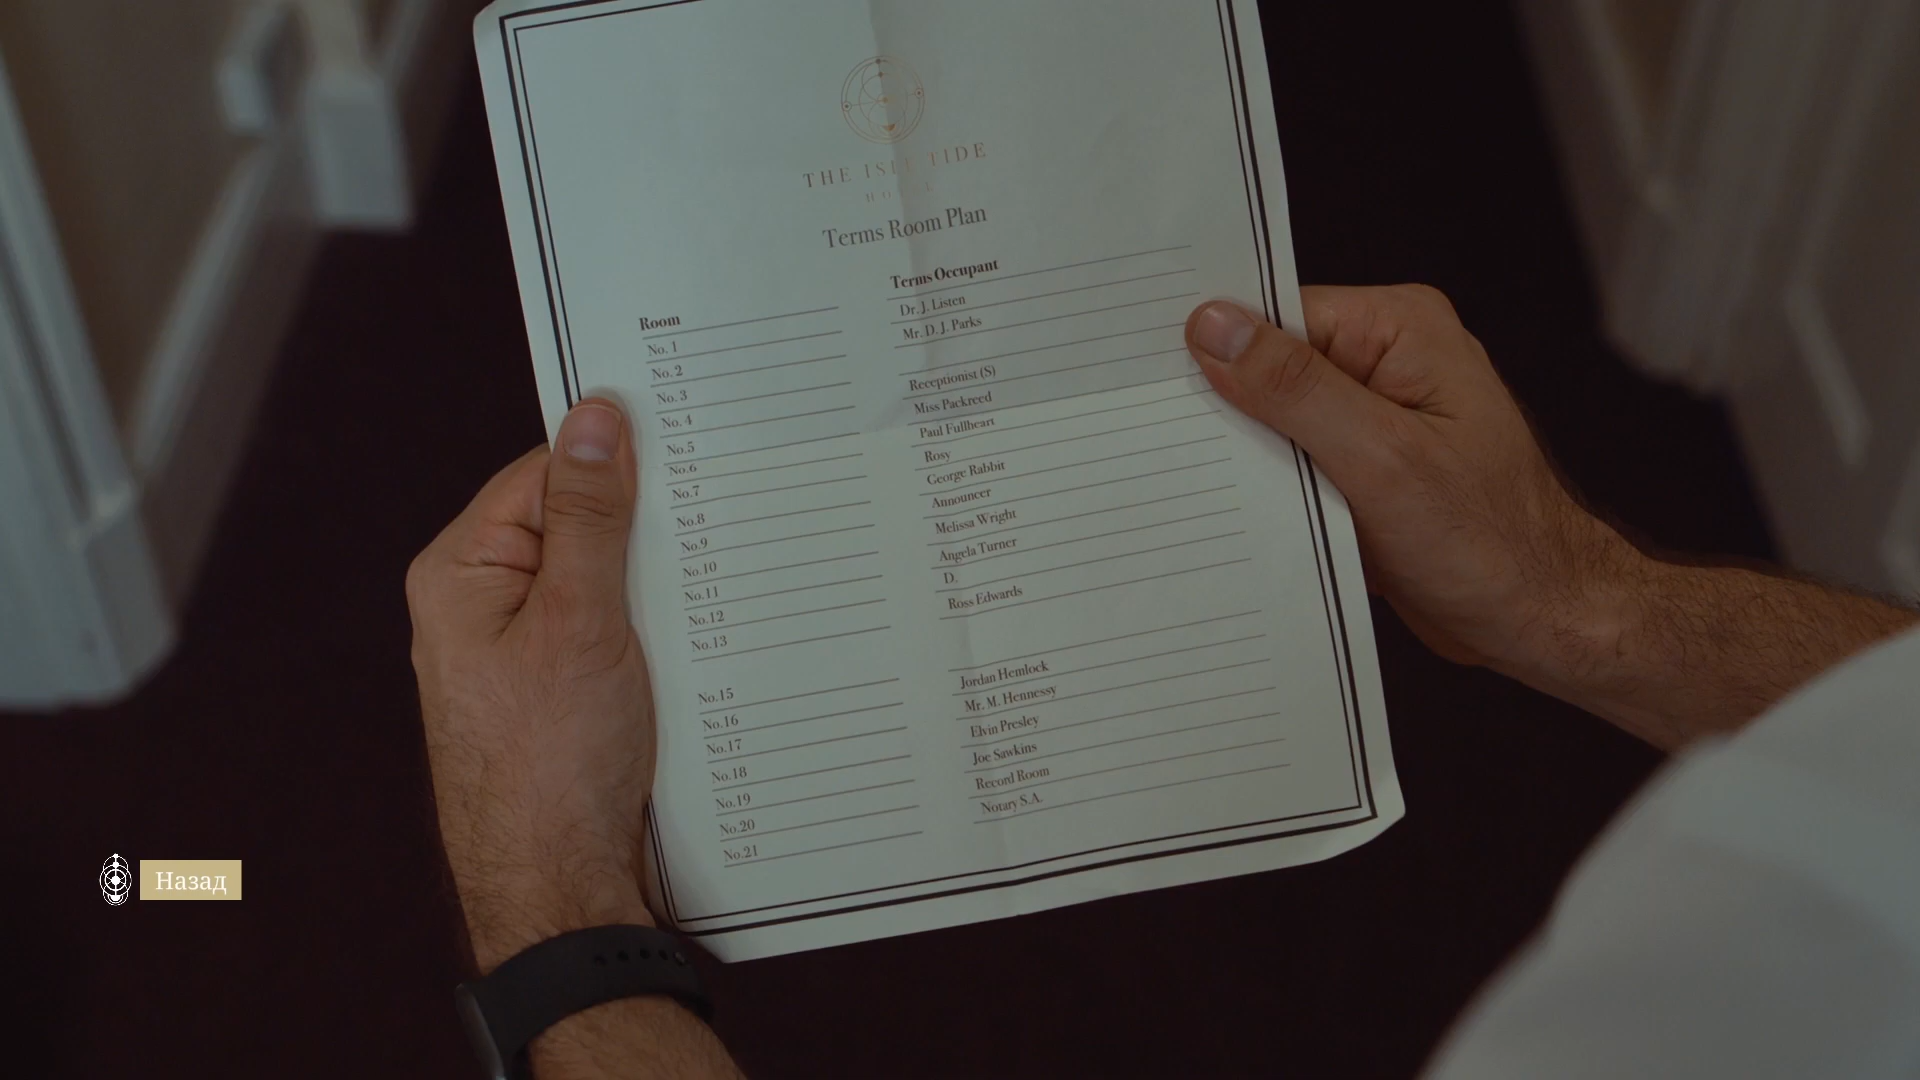 THE ISLE TIDE
HOTEL
Terms Room Plan
Room Terms Occupant
No. 1 Dr. J. Listen
No. 2 Mr. D. J. Parks
No. 3
No. 4 Receptionist (S)
No.5 Miss Packreed
No.6 Paul Fullheart
No.7 Rosy
No.8 George Rabbit
No.9 Announcer
No.10 Melissa Wright
No.11 Angela Turner
No.12 D.
No.13 Ross Edwards
No.15
No.16 Jordan Hemlock
No.17 Mr. M. Hennessy
No.18 Elvin Presley
No.19 Joe Sawkins
No.20 Record Room
No.21 Notary S.A.
Назад